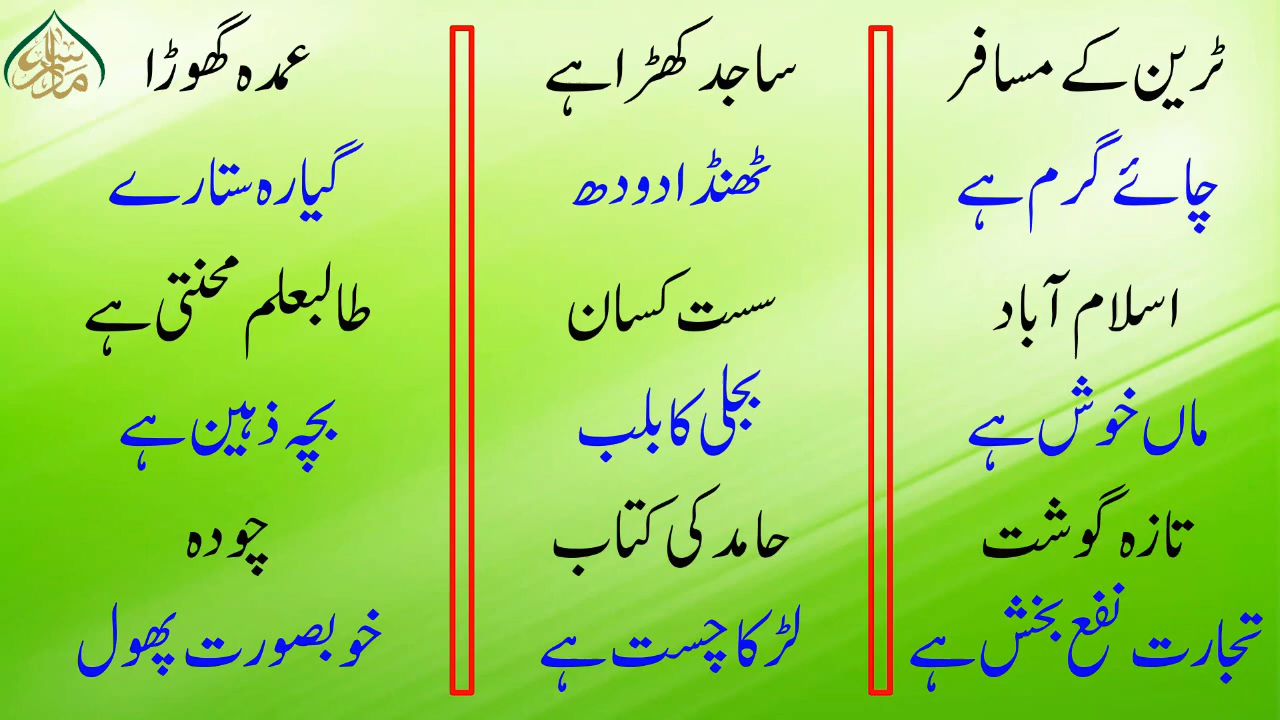 ٹرین کے مسافر
چائے گرم ہے
اسلام آباد
ماں خوش ہے
تازہ گوشت
تجارت نفع بخش ہے
ساجد کھڑا ہے
ٹھنڈا دودھ
سست کسان
بجلی کا بلب
حامد کی کتاب
لڑکا چست ہے
عمدہ گھوڑا
گیارہ ستارے
طالبعلم محنتی ہے
بچہ ذہین ہے
چودہ
خوبصورت پھول